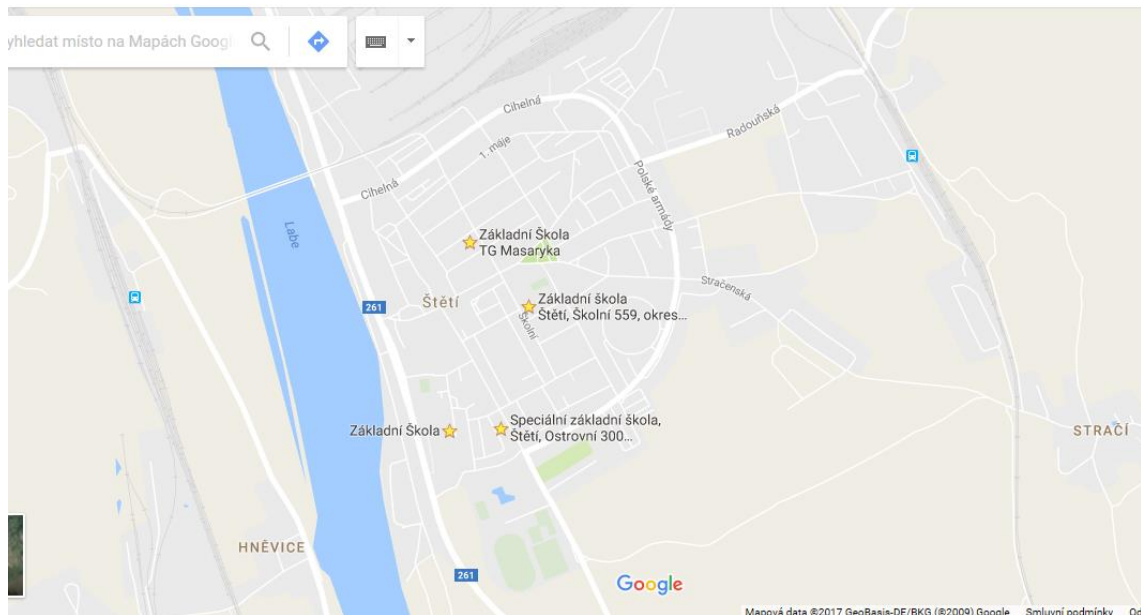 yhledat místo na Mapách Goog
Cihelná
Radouňská
1. máje
Cihelná
Polské armády
Labe
Základní Škola
TG Masaryka
Stračenská
Štětí
261
Základní škola
Štětí, Školní 559, okres...
Školní
Základní Škola
Speciální základní škola,
Štětí, Ostrovní 300...
STRAČÍ
HNĚVICE
261
Google
Mapová data ©2017 GeoBasis-DE/BKG (©2009) Google Smluvní podmínky